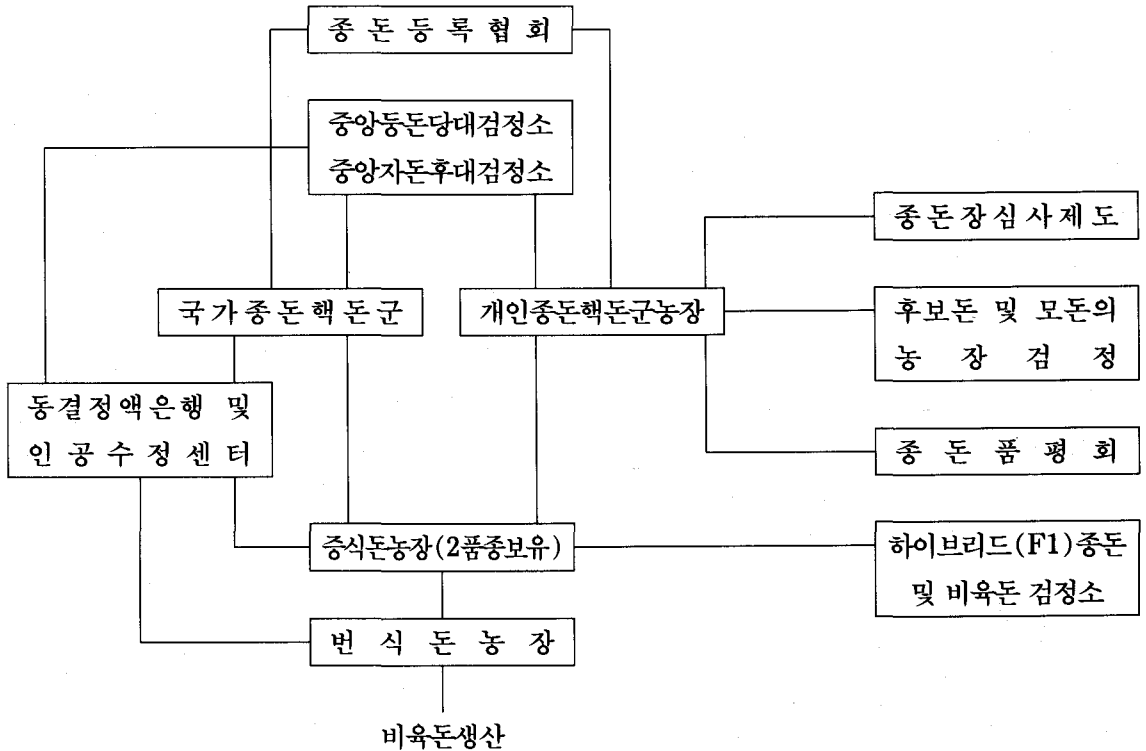 종돈등록협회
중앙둥돈당대검정소
중앙자돈후대검정소
종돈장심사제도
국가종돈핵돈군
개인종돈핵돈군농장
후보돈 및 모돈의
농장검정
동결정액은행 및
인공수정센터
종돈품평회
증식돈농장(2품종보유)
하이브리드(F1)종돈
및 비육돈 검정소
번식돈농장
비육돈생산